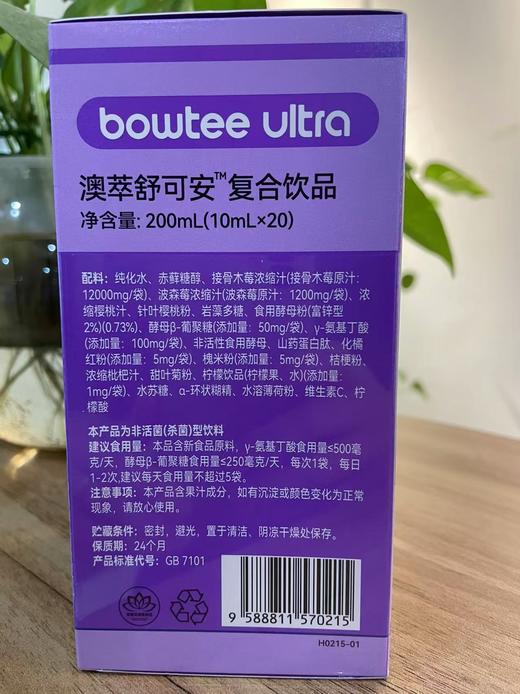 bowtee ultra
澳萃舒可安™复合饮品
净含量: 200mL(10mL×20)
配料: 纯化水、赤藓糖醇、接骨木莓浓缩汁(接骨木莓原汁:
12000mg/袋)、波森莓浓缩汁(波森莓原汁: 1200mg/袋)、浓
缩樱桃汁、针叶樱桃粉、岩藻多糖、食用酵母粉(富锌型
2%)(0.73%)、酵母β-葡聚糖(添加量: 50mg/袋)、γ-氨基丁酸
(添加量: 100mg/袋)、非活性食用酵母、山药蛋白肽、化橘
红粉(添加量: 5mg/袋)、槐米粉(添加量: 5mg/袋)、桔梗粉、
浓缩枇杷汁、甜叶菊粉、柠檬饮品(柠檬果、水)(添加量:
1mg/袋)、水苏糖、α-环状糊精、水溶薄荷粉、维生素C、柠
檬酸
本产品为非活菌(杀菌)型饮料
建议食用量: 本品含新食品原料，γ-氨基丁酸食用量≤500毫
克/天，酵母β-葡聚糖食用量≤250毫克/天，每次1袋，每日
1-2次,建议每天食用量不超过5袋。
注意事项: 本产品含果汁成分，如有沉淀或颜色变化为正常
现象，请放心使用。
贮藏条件: 密封，避光，置于清洁、阴凉干燥处保存。
保质期: 24个月
产品标准代号: GB 7101
9 588811 570215
H0215-01